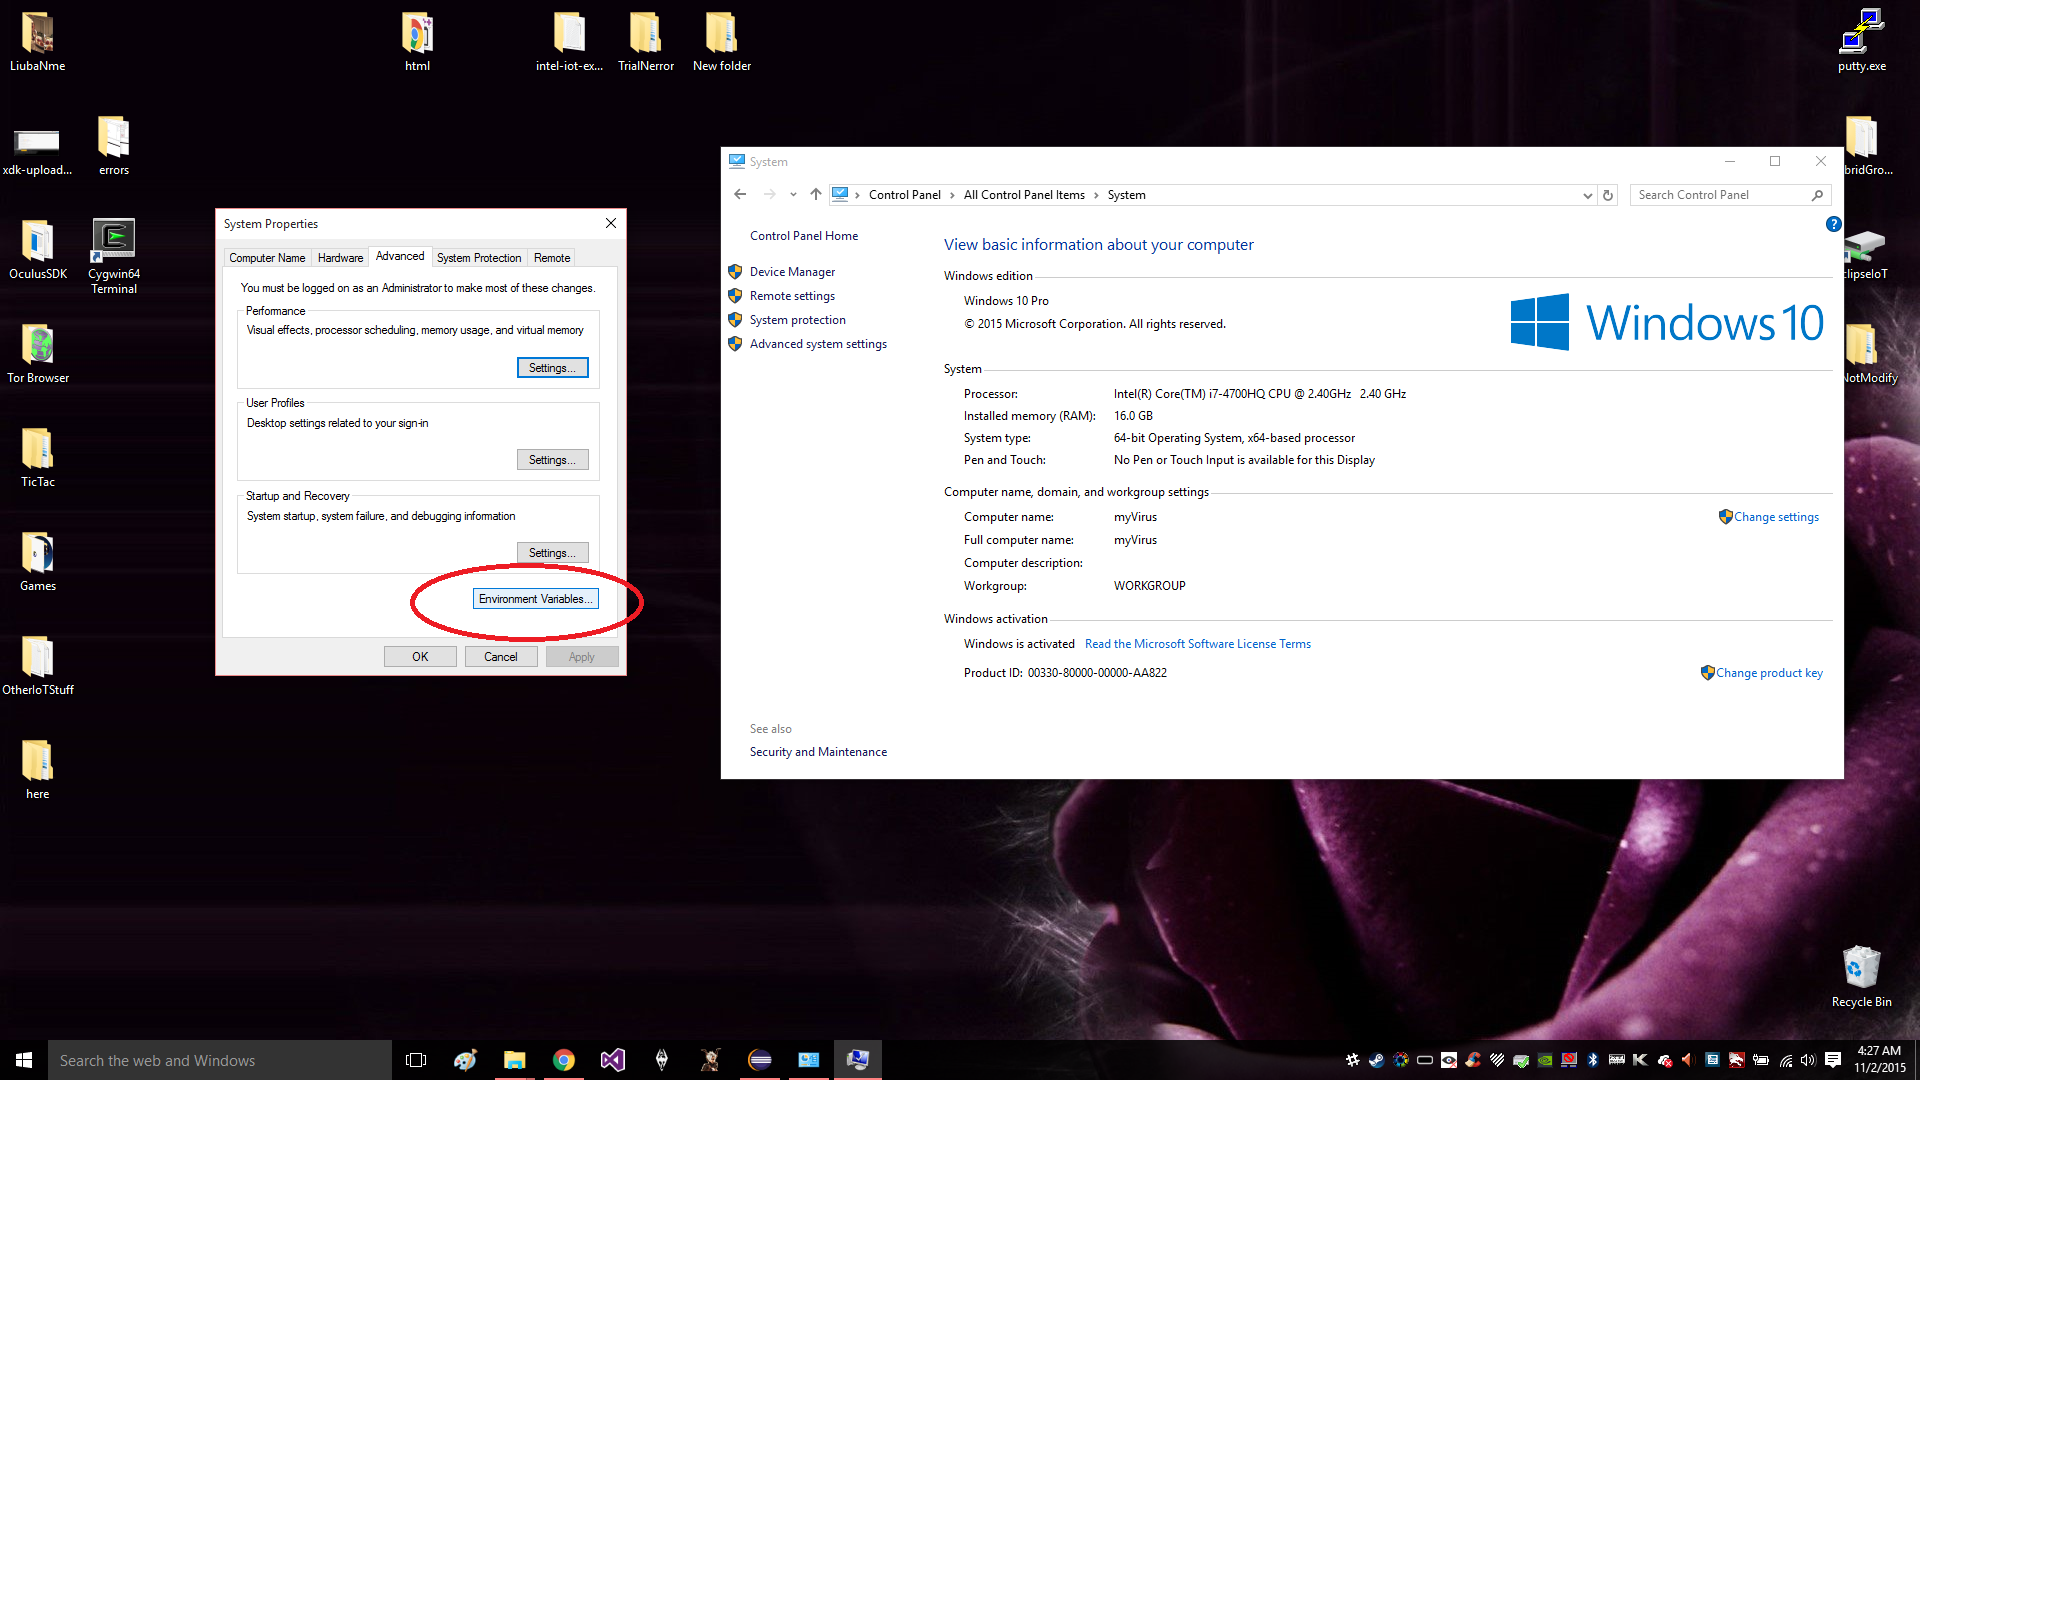 LiubaNme
html
intel-iot-ex...
TrialNerror
New folder
putty.exe
xdk-upload...
errors
bridGro...
OculusSDK
Cygwin64
Terminal
clipseIoT
Tor Browser
NotModify
TicTac
Games
OtherIoTStuff
here
Recycle Bin
System Properties
Computer Name
Hardware
Advanced
System Protection
Remote
You must be logged on as an Administrator to make most of these changes.
Performance
Visual effects, processor scheduling, memory usage, and virtual memory
Settings...
User Profiles
Desktop settings related to your sign-in
Settings...
Startup and Recovery
System startup, system failure, and debugging information
Settings...
Environment Variables...
OK
Cancel
Apply
System
Control Panel
All Control Panel Items
System
Search Control Panel
Control Panel Home
Device Manager
Remote settings
System protection
Advanced system settings
View basic information about your computer
Windows edition
Windows 10 Pro
© 2015 Microsoft Corporation. All rights reserved.
Windows 10
System
Processor: Intel(R) Core(TM) i7-4700HQ CPU @ 2.40GHz 2.40 GHz
Installed memory (RAM): 16.0 GB
System type: 64-bit Operating System, x64-based processor
Pen and Touch: No Pen or Touch Input is available for this Display
Computer name, domain, and workgroup settings
Computer name: myVirus
Change settings
Full computer name: myVirus
Computer description:
Workgroup: WORKGROUP
Windows activation
Windows is activated Read the Microsoft Software License Terms
Product ID: 00330-80000-00000-AA822
Change product key
See also
Security and Maintenance
Search the web and Windows
4:27 AM
11/2/2015